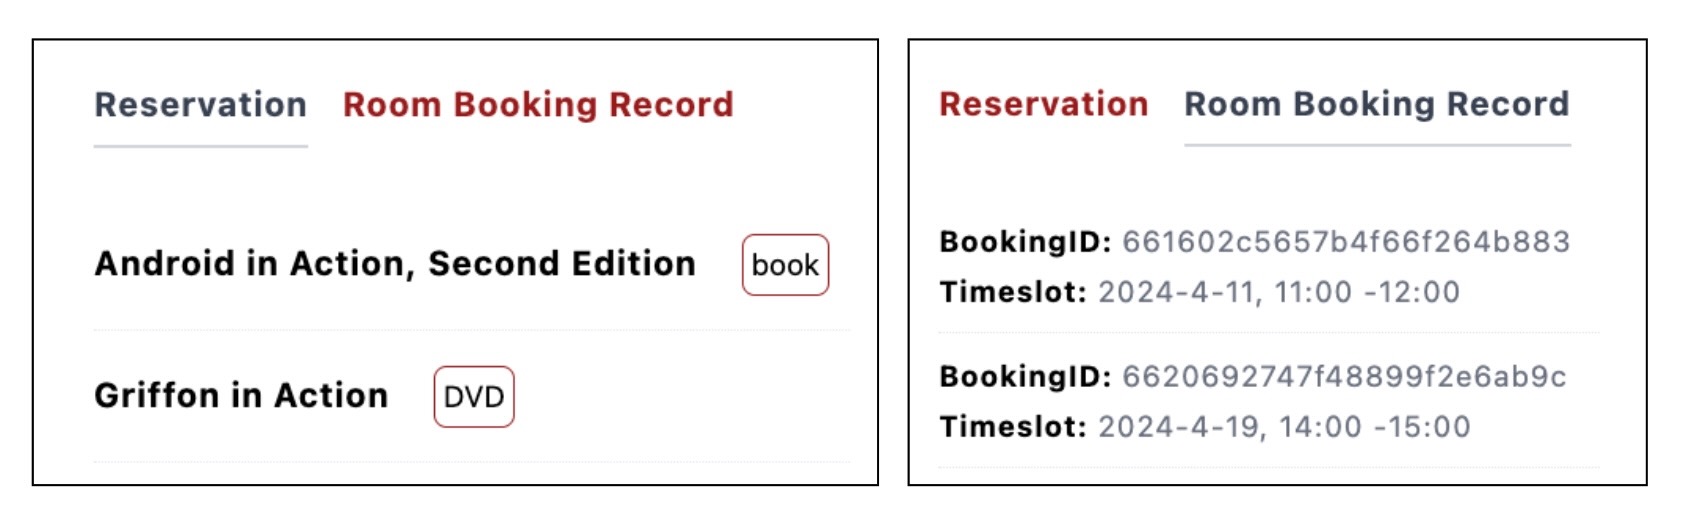 Reservation Room Booking Record
Android in Action, Second Edition book
Griffon in Action DVD
Reservation Room Booking Record
BookingID: 661602c5657b4f66f264b883
Timeslot: 2024-4-11, 11:00 -12:00
BookingID: 6620692747f48899f2e6ab9c
Timeslot: 2024-4-19, 14:00 -15:00